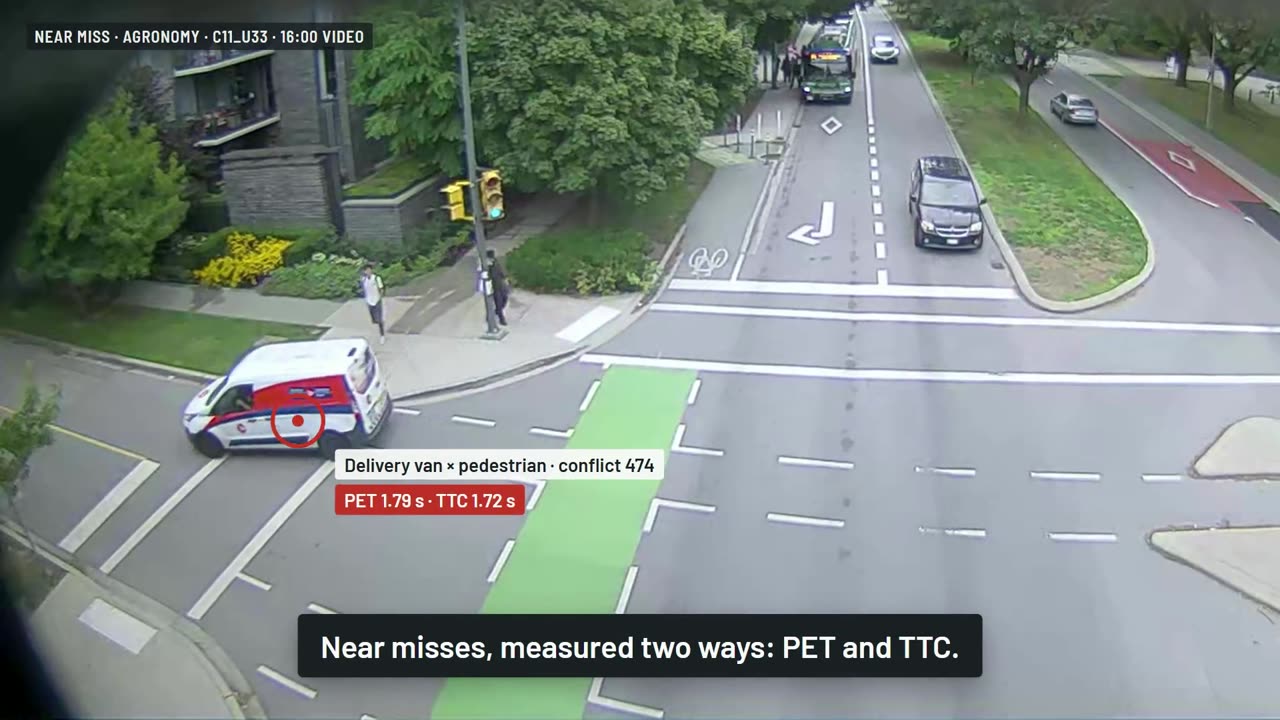 NEAR MISS · AGRONOMY · C11_U33 · 16:00 VIDEO
Delivery van × pedestrian · conflict 474
PET 1.79 s · TTC 1.72 s
Near misses, measured two ways: PET and TTC.